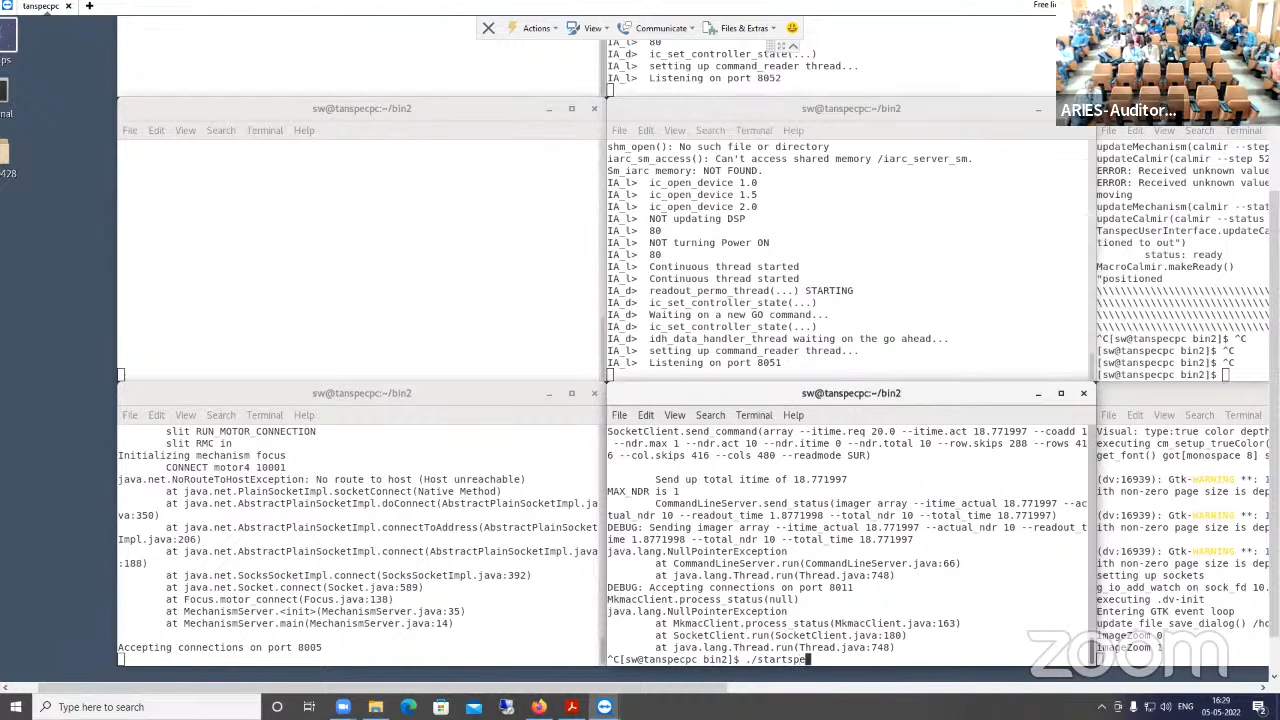 tanspecpc × +
Free li
Actions View Communicate Files & Extras
ARIES-Auditor...
ps
nal
428
IA_l> 80
IA_d> ic_set_controller_state(...)
IA_l> setting up command_reader thread...
IA_l> Listening on port 8052
sw@tanspecpc:~/bin2
File Edit View Search Terminal Help
sw@tanspecpc:~/bin2
File Edit View Search Terminal Help
shm_open(): No such file or directory
iarc_sm_access(): Can't access shared memory /iarc_server_sm.
Sm_iarc memory: NOT FOUND.
IA_l> ic_open_device 1.0
IA_l> ic_open_device 1.5
IA_l> ic_open_device 2.0
IA_l> NOT updating DSP
IA_l> 80
IA_l> NOT turning Power ON
IA_l> 80
IA_l> Continuous thread started
IA_l> Continuous thread started
IA_d> readout_permo_thread(...) STARTING
IA_d> ic_set_controller_state(...)
IA_d> Waiting on a new GO command...
IA_d> ic_set_controller_state(...)
IA_d> idh_data_handler_thread waiting on the go ahead...
IA_l> setting up command_reader thread...
IA_l> Listening on port 8051
File Edit View Search Terminal
updateMechanism(calmir --step
updateCalmir(calmir --step 52
ERROR: Received unknown value
ERROR: Received unknown value
moving
updateMechanism(calmir --stat
updateCalmir(calmir --status
TanspecUserInterface.updateCa
tioned to out")
status: ready
MacroCalmir.makeReady()
"positioned
\\\\\\\\\\\\\\\\\\\\\\\\\\\\\
\\\\\\\\\\\\\\\\\\\\\\\\\\\\\
\\\\\\\\\\\\\\\\\\\\\\\\\\\\\
^C[sw@tanspecpc bin2]$ ^C
[sw@tanspecpc bin2]$ ^C
[sw@tanspecpc bin2]$ ^C
[sw@tanspecpc bin2]$
sw@tanspecpc:~/bin2
File Edit View Search Terminal Help
slit RUN_MOTOR_CONNECTION
slit RMC in
Initializing mechanism focus
CONNECT motor4 10001
java.net.NoRouteToHostException: No route to host (Host unreachable)
at java.net.PlainSocketImpl.socketConnect(Native Method)
at java.net.AbstractPlainSocketImpl.doConnect(AbstractPlainSocketImpl.ja
va:350)
at java.net.AbstractPlainSocketImpl.connectToAddress(AbstractPlainSocket
Impl.java:206)
at java.net.AbstractPlainSocketImpl.connect(AbstractPlainSocketImpl.java
:188)
at java.net.SocksSocketImpl.connect(SocksSocketImpl.java:392)
at java.net.Socket.connect(Socket.java:589)
at Focus.motor_connect(Focus.java:138)
at MechanismServer.<init>(MechanismServer.java:35)
at MechanismServer.main(MechanismServer.java:14)
Accepting connections on port 8005
sw@tanspecpc:~/bin2
File Edit View Search Terminal Help
SocketClient.send command(array --itime.req 20.0 --itime.act 18.771997 --coadd 1
--ndr.max 1 --ndr.act 10 --ndr.itime 0 --ndr.total 10 --row.skips 288 --rows 41
6 --col.skips 416 --cols 480 --readmode SUR)
Send up total itime of 18.771997
MAX_NDR is 1
CommandLineServer.send_status(imager array --itime_actual 18.771997 --ac
tual_ndr 10 --readout_time 1.8771998 --total_ndr 10 --total_time 18.771997)
DEBUG: Sending imager array --itime_actual 18.771997 --actual_ndr 10 --readout_t
ime 1.8771998 --total_ndr 10 --total_time 18.771997
java.lang.NullPointerException
at CommandLineServer.run(CommandLineServer.java:66)
at java.lang.Thread.run(Thread.java:748)
DEBUG: Accepting connections on port 8011
MkmacClient.process_status(null)
java.lang.NullPointerException
at MkmacClient.process_status(MkmacClient.java:163)
at SocketClient.run(SocketClient.java:180)
at java.lang.Thread.run(Thread.java:748)
^C[sw@tanspecpc bin2]$ ./startspe
File Edit View Search Terminal
Visual: type:true color depth
executing cm_setup_trueColor(
get_font() got[monospace 8] s
(dv:16939): Gtk-WARNING **: 1
ith non-zero page size is dep
(dv:16939): Gtk-WARNING **: 1
ith non-zero page size is dep
(dv:16939): Gtk-WARNING **: 1
ith non-zero page size is dep
setting up sockets
g_io_add_watch on sock_fd 10.
executing .dv-init
Entering GTK event loop
update file_save_dialog() /ho
imageZoom 0
imageZoom 1
zoom
Type here to search
ENG
16:29
05-05-2022
2